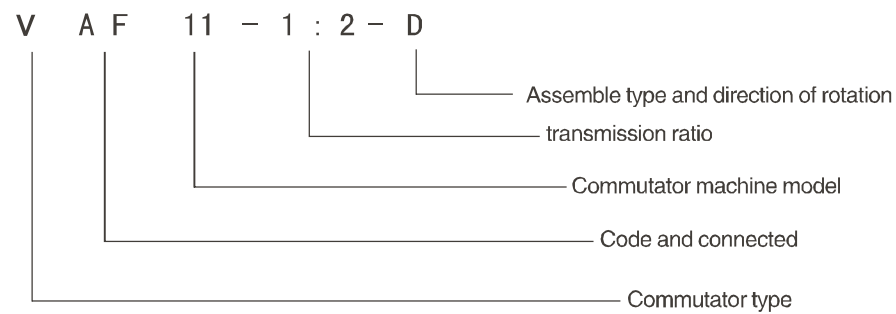 V AF 11 - 1:2- D
Assemble type and direction of rotation
transmission ratio
Commutator machine model
Code and connected
Commutator type